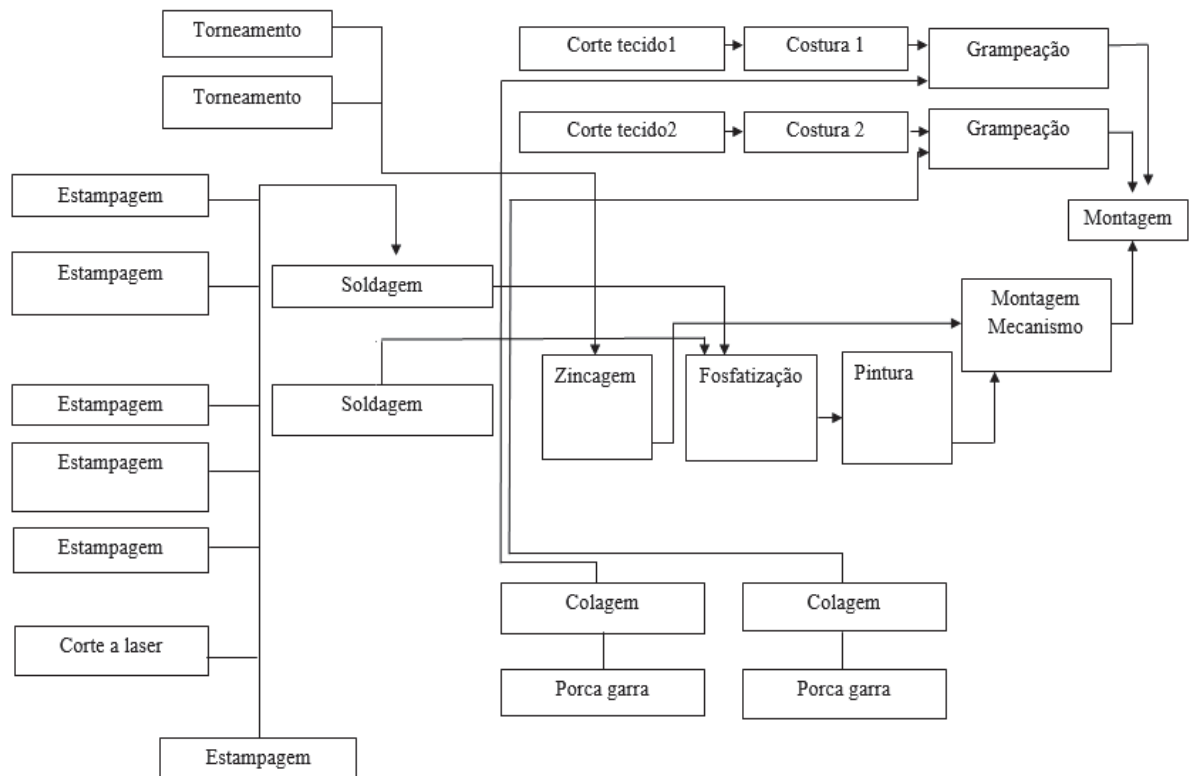 Torneamento
Torneamento
Corte tecido1
Costura 1
Grampeação
Corte tecido2
Costura 2
Grampeação
Montagem
Estampagem
Estampagem
Soldagem
Montagem
Mecanismo
Zincagem
Fosfatização
Pintura
Estampagem
Soldagem
Estampagem
Estampagem
Colagem
Colagem
Corte a laser
Porca garra
Porca garra
Estampagem